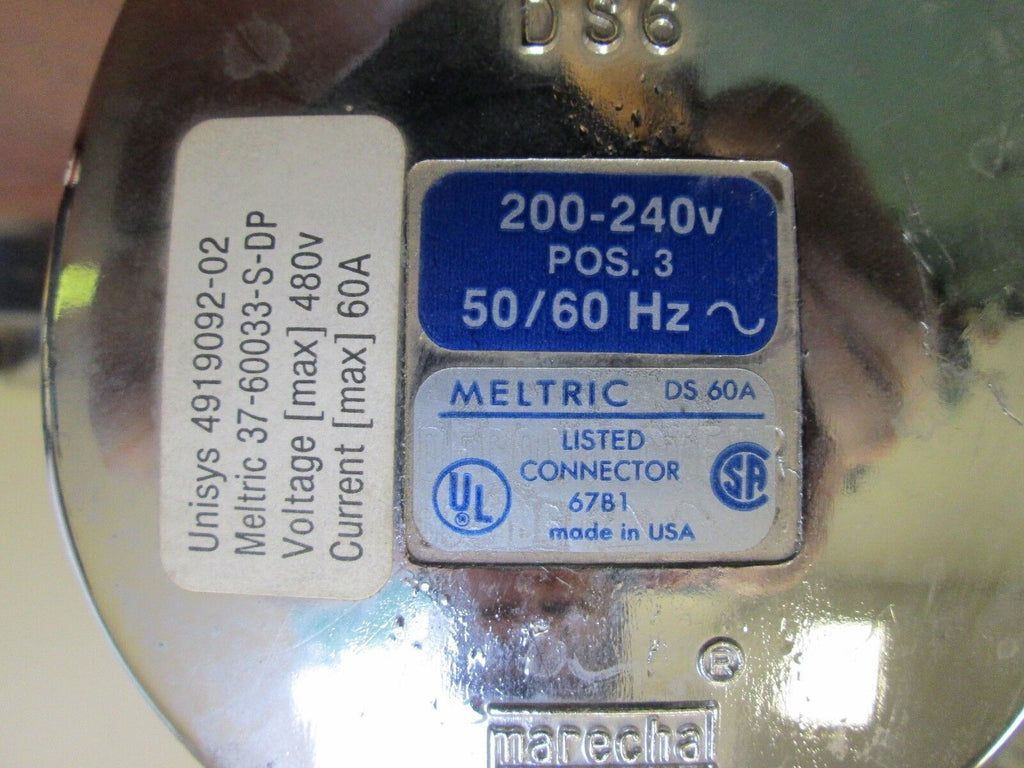 DS6
Unisys 4919092-02
Meltric 37-60033-S-DP
Voltage [max] 480v
Current [max] 60A
200-240v
POS. 3
50/60 Hz ~
MELTRIC DS 60A
LISTED
CONNECTOR
67B1
made in USA
UL
®
SA
®
marechal